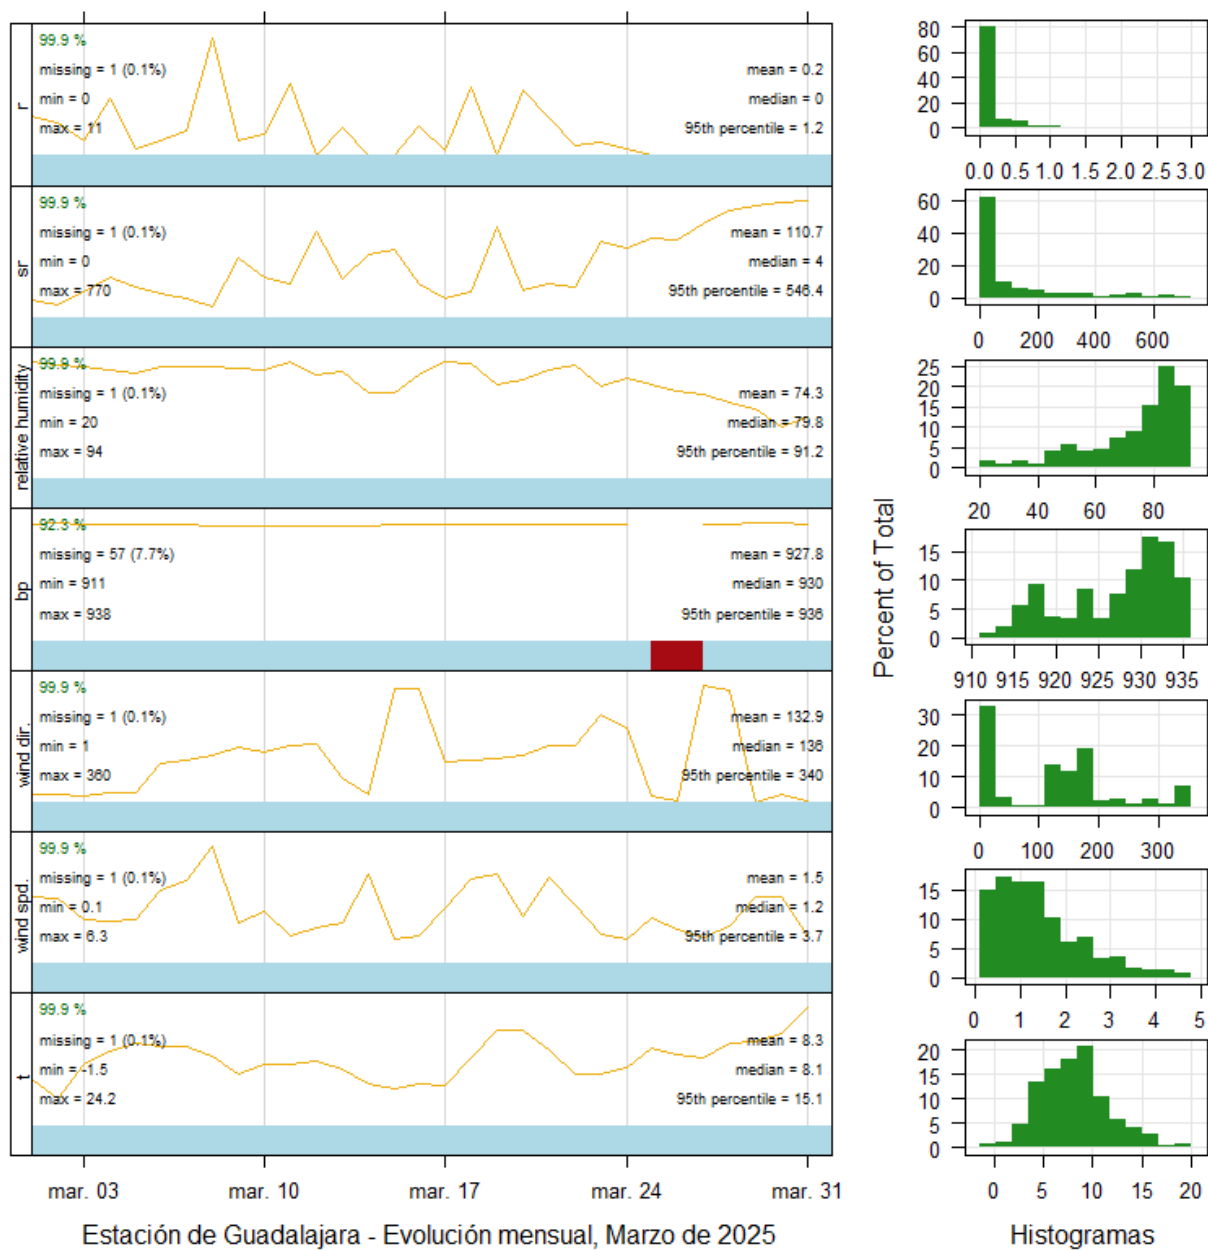 r
99.9 %
missing = 1 (0.1%)
min = 0
max = 11
mean = 0.2
median = 0
95th percentile = 1.2
80
60
40
20
0
0.0 0.5 1.0 1.5 2.0 2.5 3.0
sr
99.9 %
missing = 1 (0.1%)
min = 0
max = 770
mean = 110.7
median = 4
95th percentile = 546.4
60
40
20
0
0 200 400 600
relative humidity
99.9 %
missing = 1 (0.1%)
min = 20
max = 94
mean = 74.3
median = 79.8
95th percentile = 91.2
25
20
15
10
5
0
20 40 60 80
bp
92.3 %
missing = 57 (7.7%)
min = 911
max = 938
mean = 927.8
median = 930
95th percentile = 936
15
10
5
0
910 915 920 925 930 935
Percent of Total
wind dir.
99.9 %
missing = 1 (0.1%)
min = 1
max = 360
mean = 132.9
median = 136
95th percentile = 340
30
20
10
0
0 100 200 300
wind spd.
99.9 %
missing = 1 (0.1%)
min = 0.1
max = 6.3
mean = 1.5
median = 1.2
95th percentile = 3.7
15
10
5
0
0 1 2 3 4 5
t
99.9 %
missing = 1 (0.1%)
min = -1.5
max = 24.2
mean = 8.3
median = 8.1
95th percentile = 15.1
20
15
10
5
0
0 5 10 15 20
mar. 03 mar. 10 mar. 17 mar. 24 mar. 31
Estación de Guadalajara - Evolución mensual, Marzo de 2025
Histogramas